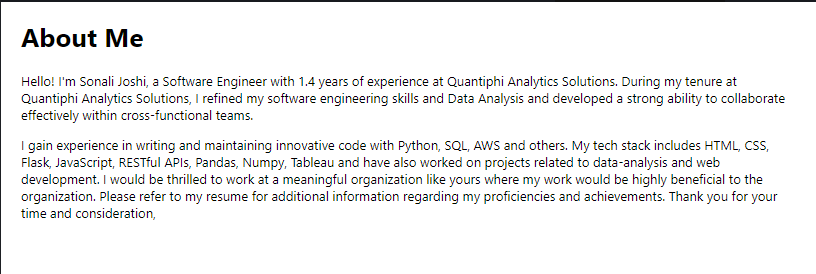 About Me
Hello! I'm Sonali Joshi, a Software Engineer with 1.4 years of experience at Quantiphi Analytics Solutions. During my tenure at
Quantiphi Analytics Solutions, I refined my software engineering skills and Data Analysis and developed a strong ability to collaborate
effectively within cross-functional teams.
I gain experience in writing and maintaining innovative code with Python, SQL, AWS and others. My tech stack includes HTML, CSS,
Flask, JavaScript, RESTful APIs, Pandas, Numpy, Tableau and have also worked on projects related to data-analysis and web
development. I would be thrilled to work at a meaningful organization like yours where my work would be highly beneficial to the
organization. Please refer to my resume for additional information regarding my proficiencies and achievements. Thank you for your
time and consideration,